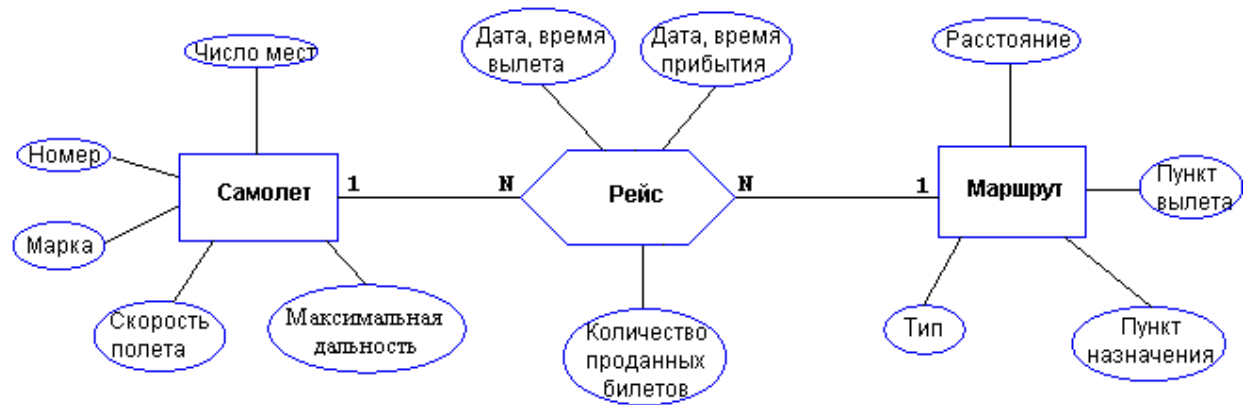 Число мест
Дата, время
вылета
Дата, время
прибытия
Расстояние
Номер
Самолет
1
N
Рейс
N
1
Маршрут
Пункт
вылета
Марка
Скорость
полета
Максимальная
дальность
Количество
проданных
билетов
Тип
Пункт
назначения